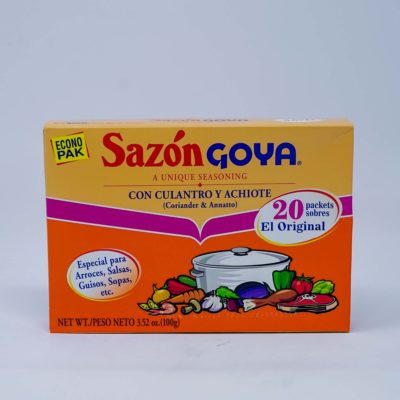 ECONO
PAK
Sazón GOYA®
A UNIQUE SEASONING
CON CULANTRO Y ACHIOTE
(Coriander & Annatto)
20 packets
sobres
El Original
Especial para
Arroces, Salsas,
Guisos, Sopas,
etc.
NET WT./PESO NETO 3.52 oz. (100g)